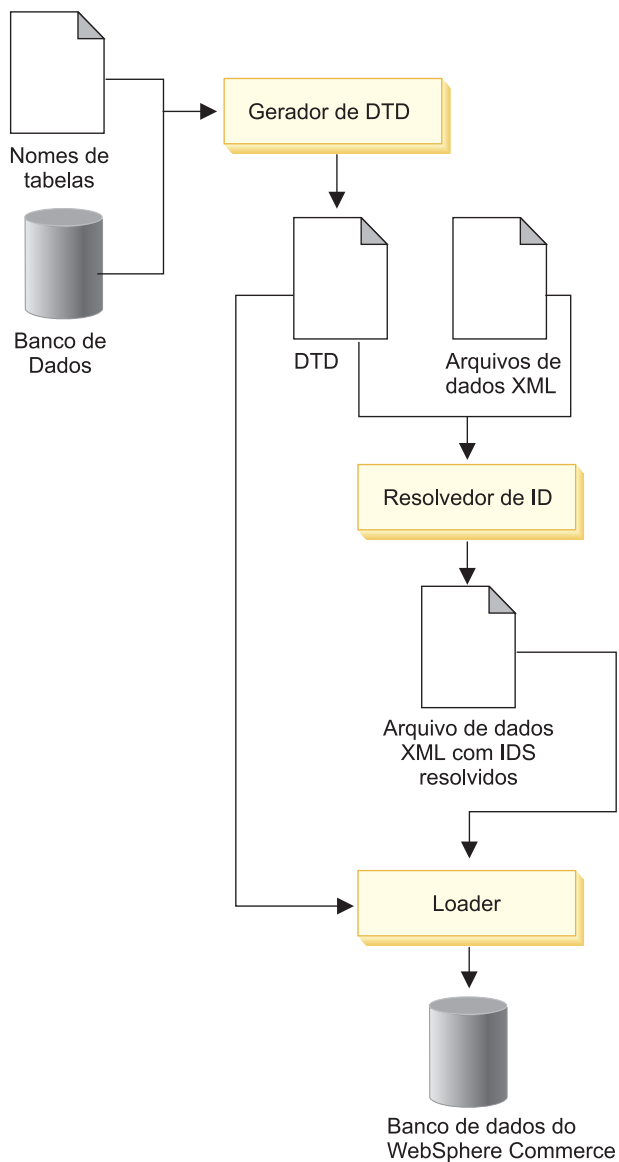 Gerador de DTD
Nomes de
tabelas
Banco de
Dados
DTD
Arquivos de
dados XML
Resolvedor de ID
Arquivo de dados
XML com IDS
resolvidos
Loader
Banco de dados do
WebSphere Commerce